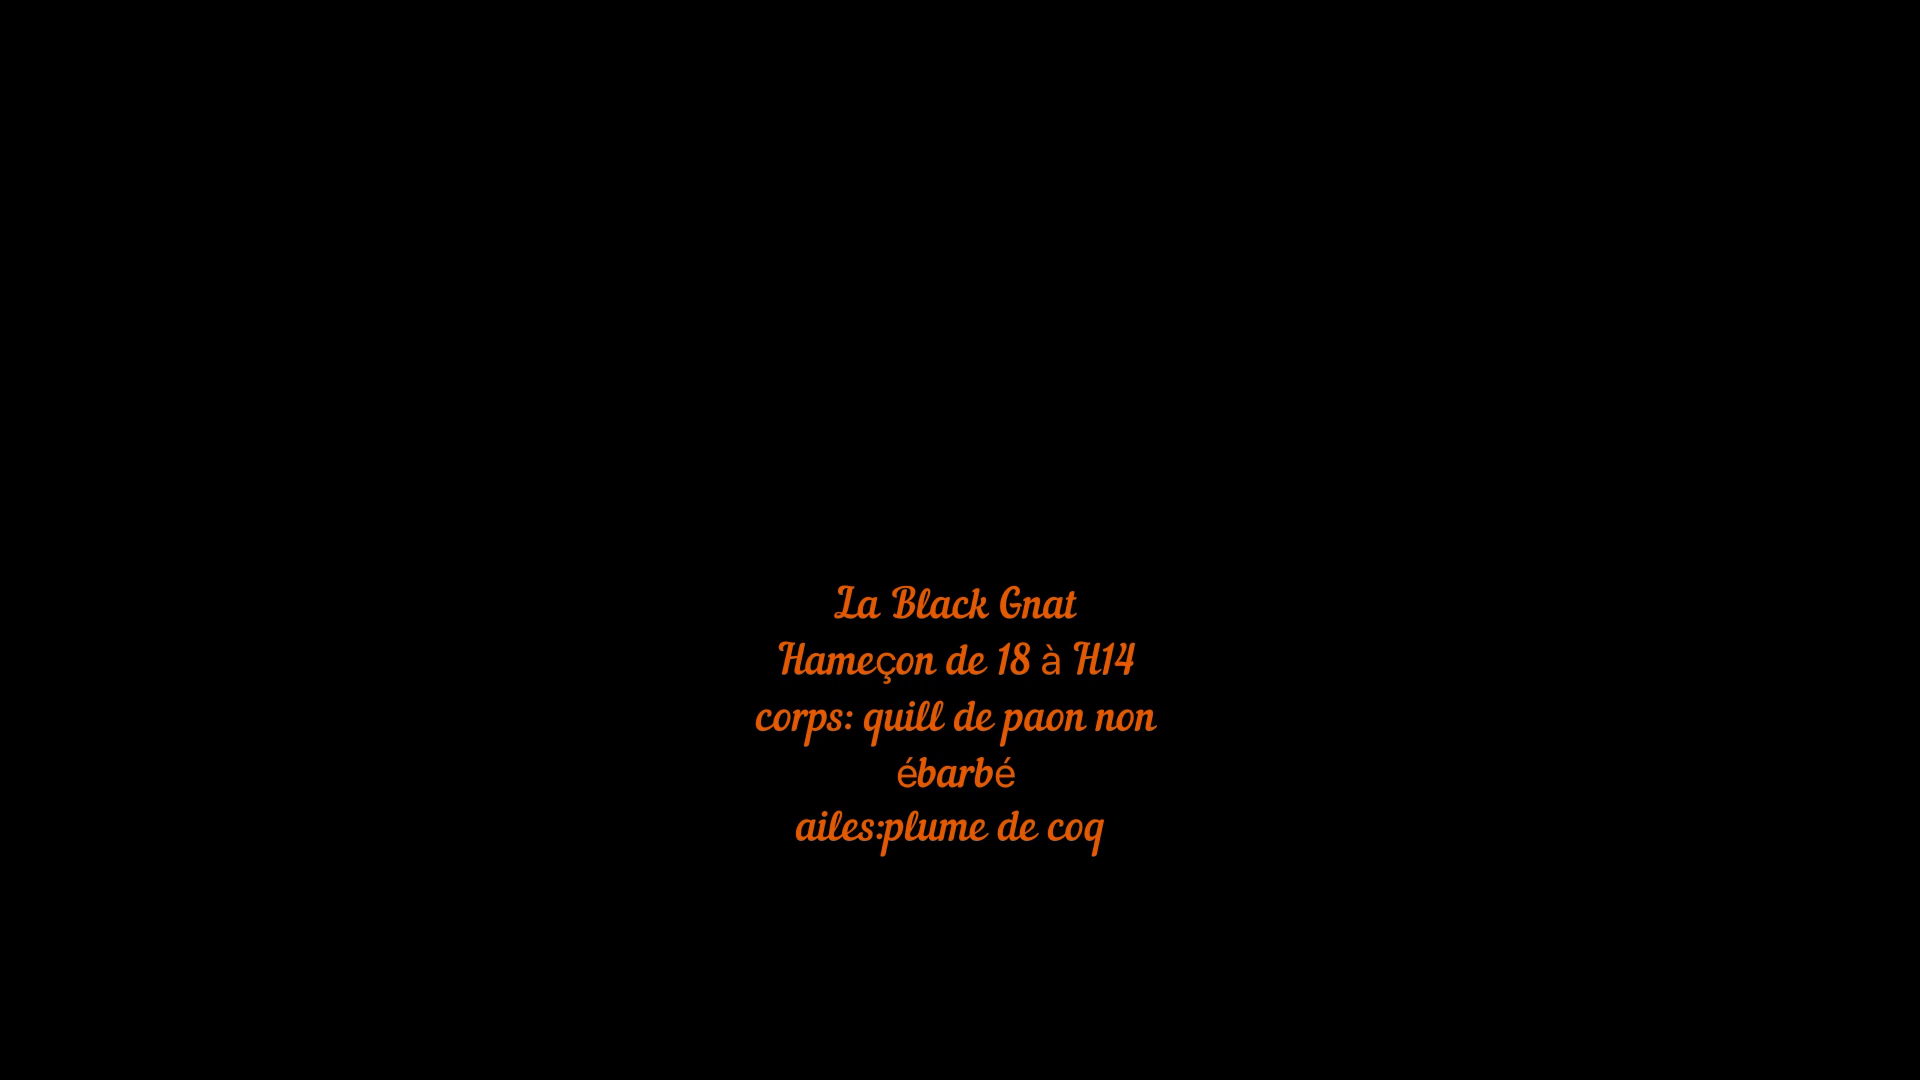 La Black Gnat
Hameçon de 18 à H14
corps: quill de paon non
ébarbé
ailes:plume de coq